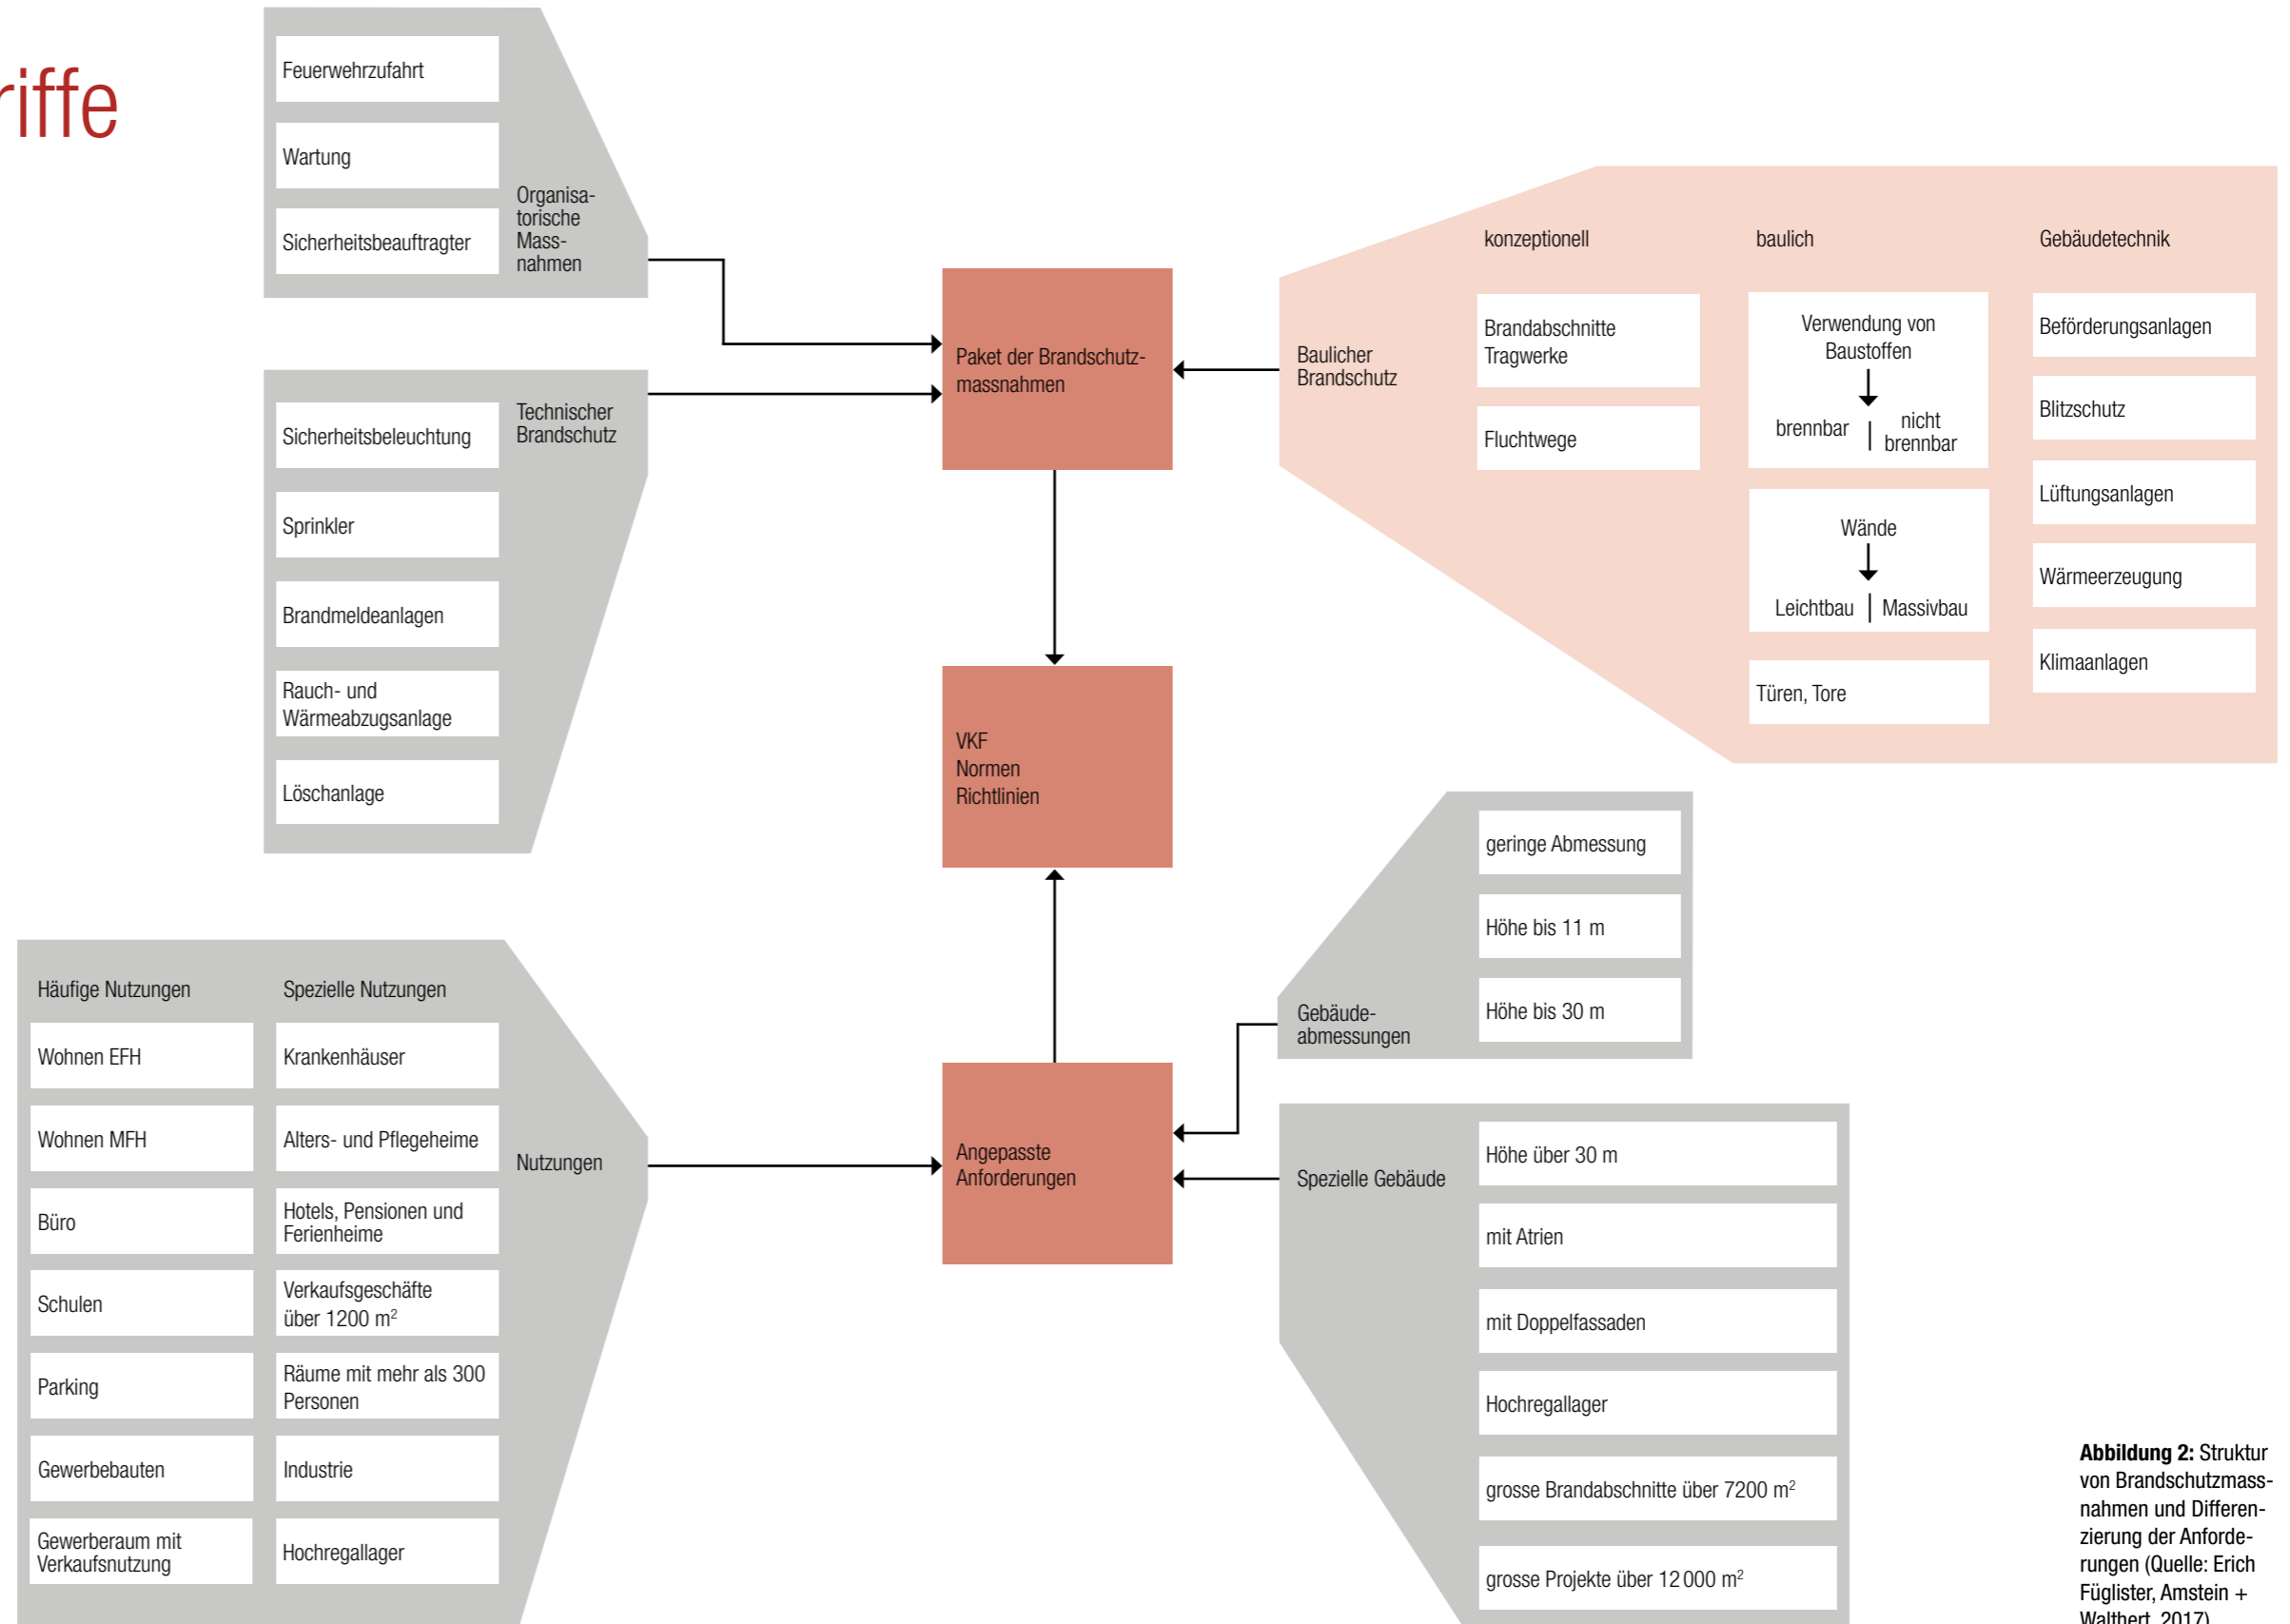 riffe
Feuerwehrzufahrt
Wartung
Sicherheitsbeauftragter
Organisa-
torische
Mass-
nahmen
Sicherheitsbeleuchtung
Sprinkler
Brandmeldeanlagen
Rauch- und
Wärmeabzugsanlage
Löschanlage
Technischer
Brandschutz
Paket der Brandschutz-
massnahmen
Baulicher
Brandschutz
konzeptionell
Brandabschnitte
Tragwerke
Fluchtwege
baulich
Verwendung von
Baustoffen
brennbar | nicht
brennbar
Wände
Leichtbau | Massivbau
Türen, Tore
Gebäudetechnik
Beförderungsanlagen
Blitzschutz
Lüftungsanlagen
Wärmeerzeugung
Klimaanlagen
VKF
Normen
Richtlinien
Häufige Nutzungen
Wohnen EFH
Wohnen MFH
Büro
Schulen
Parking
Gewerbebauten
Gewerberaum mit
Verkaufsnutzung
Spezielle Nutzungen
Krankenhäuser
Alters- und Pflegeheime
Hotels, Pensionen und
Ferienheime
Verkaufsgeschäfte
über 1200 m²
Räume mit mehr als 300
Personen
Industrie
Hochregallager
Nutzungen
Angepasste
Anforderungen
Gebäude-
abmessungen
geringe Abmessung
Höhe bis 11 m
Höhe bis 30 m
Spezielle Gebäude
Höhe über 30 m
mit Atrien
mit Doppelfassaden
Hochregallager
grosse Brandabschnitte über 7200 m²
grosse Projekte über 12 000 m²
Abbildung 2: Struktur
von Brandschutzmass-
nahmen und Differen-
zierung der Anforde-
rungen (Quelle: Erich
Füglister, Amstein +
Walthert, 2017)